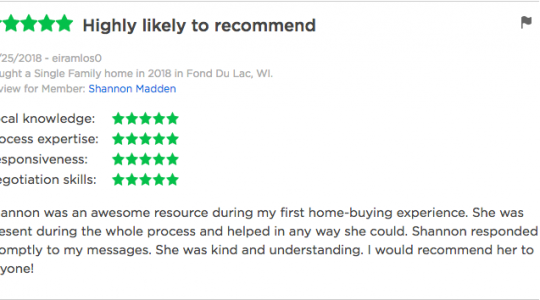 Highly likely to recommend
/25/2018 - eiramlos0
ught a Single Family home in 2018 in Fond Du Lac, WI.
view for Member: Shannon Madden
cal knowledge:
ocess expertise:
esponsiveness:
egotiation skills:
annon was an awesome resource during my first home-buying experience. She was
esent during the whole process and helped in any way she could. Shannon responded
omptly to my messages. She was kind and understanding. I would recommend her to
yone!